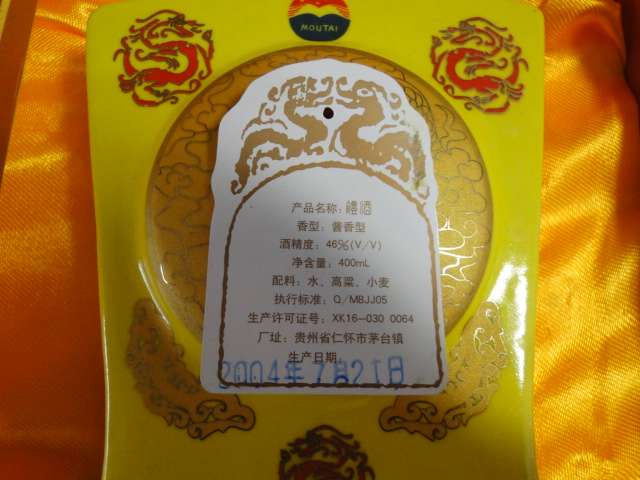 MOUTAI
产品名称：醴酒
香型：酱香型
酒精度：46%(V/V)
净含量：400mL
配料：水、高粱、小麦
执行标准：Q/MBJJ05
生产许可证号：XK16-030 0064
厂址：贵州省仁怀市茅台镇
生产日期：
2004年7月21日